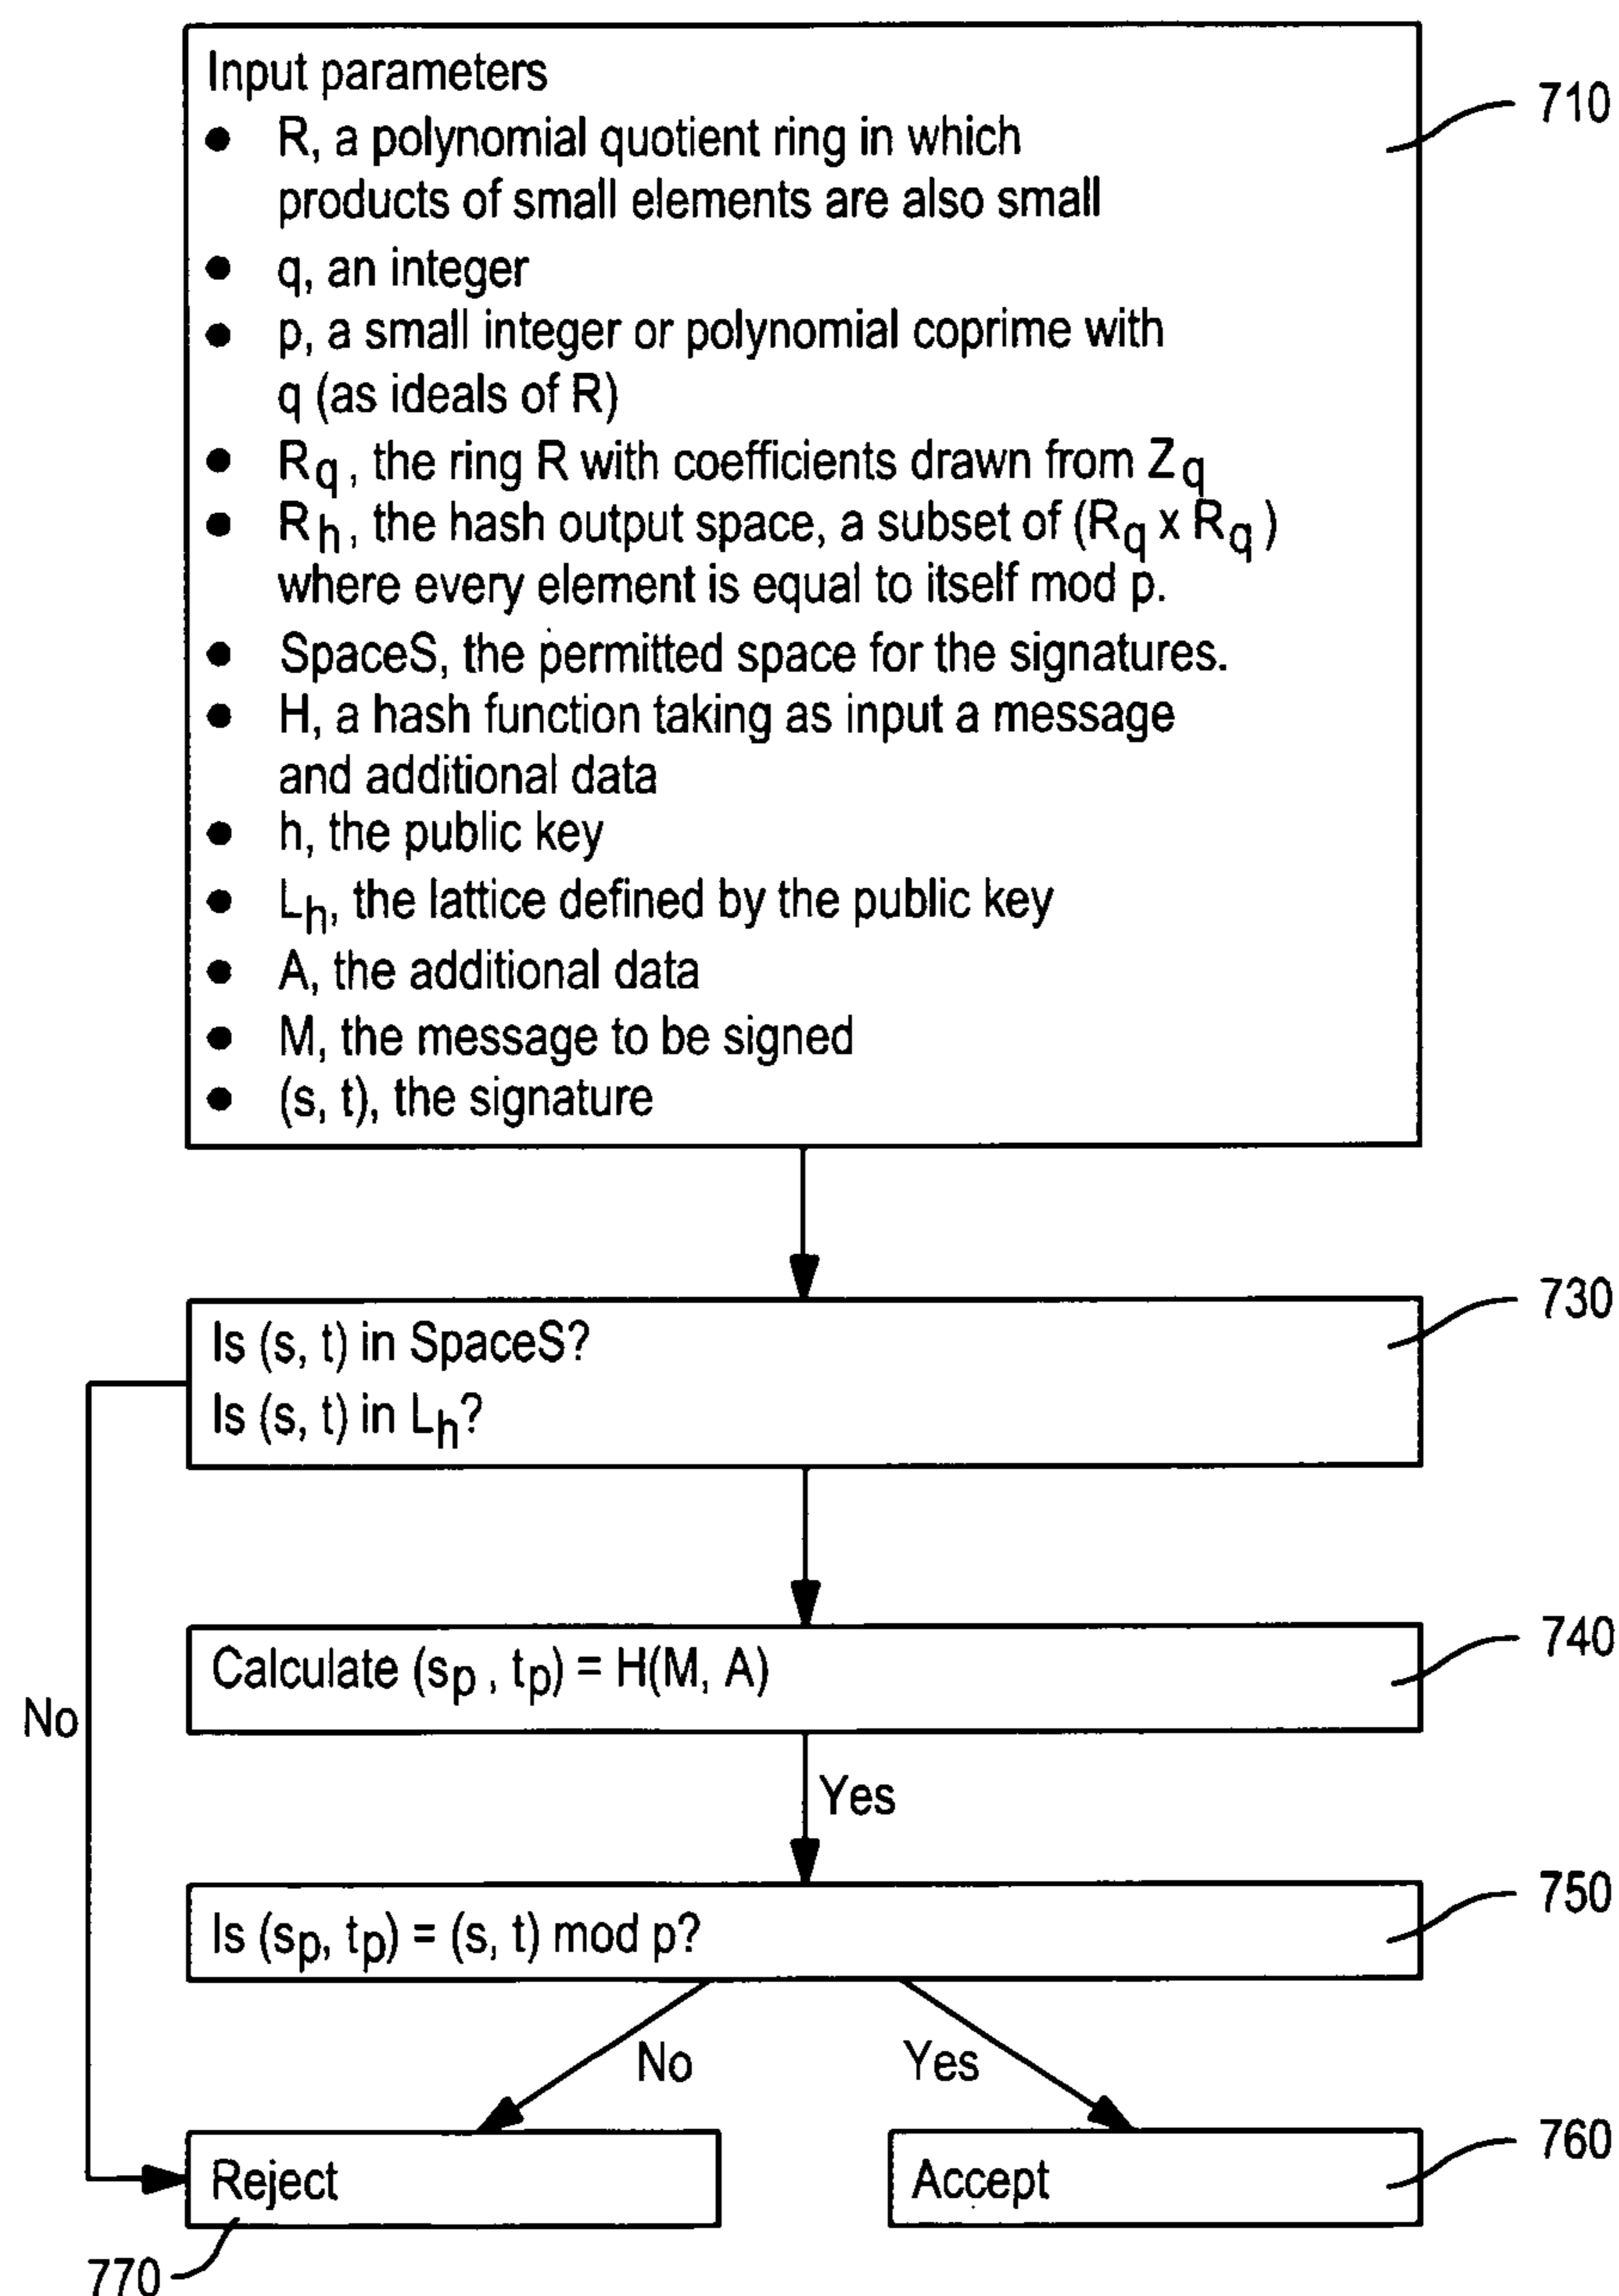 Input parameters
● R, a polynomial quotient ring in which
products of small elements are also small
● q, an integer
● p, a small integer or polynomial coprime with
q (as ideals of R)
● Rq, the ring R with coefficients drawn from Zq
● Rh, the hash output space, a subset of (Rq x Rq)
where every element is equal to itself mod p.
● SpaceS, the permitted space for the signatures.
● H, a hash function taking as input a message
and additional data
● h, the public key
● Lh, the lattice defined by the public key
● A, the additional data
● M, the message to be signed
● (s, t), the signature
710
Is (s, t) in SpaceS?
Is (s, t) in Lh?
730
Calculate (sp, tp) = H(M, A)
740
No
Yes
Is (sp, tp) = (s, t) mod p?
750
No
Yes
Reject
770
Accept
760